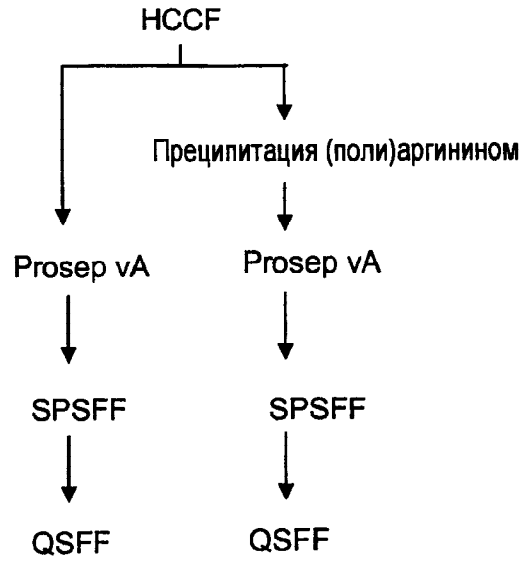 HCCF
Преципитация (поли)аргинином
Prosep vA Prosep vA
SPSFF SPSFF
QSFF QSFF